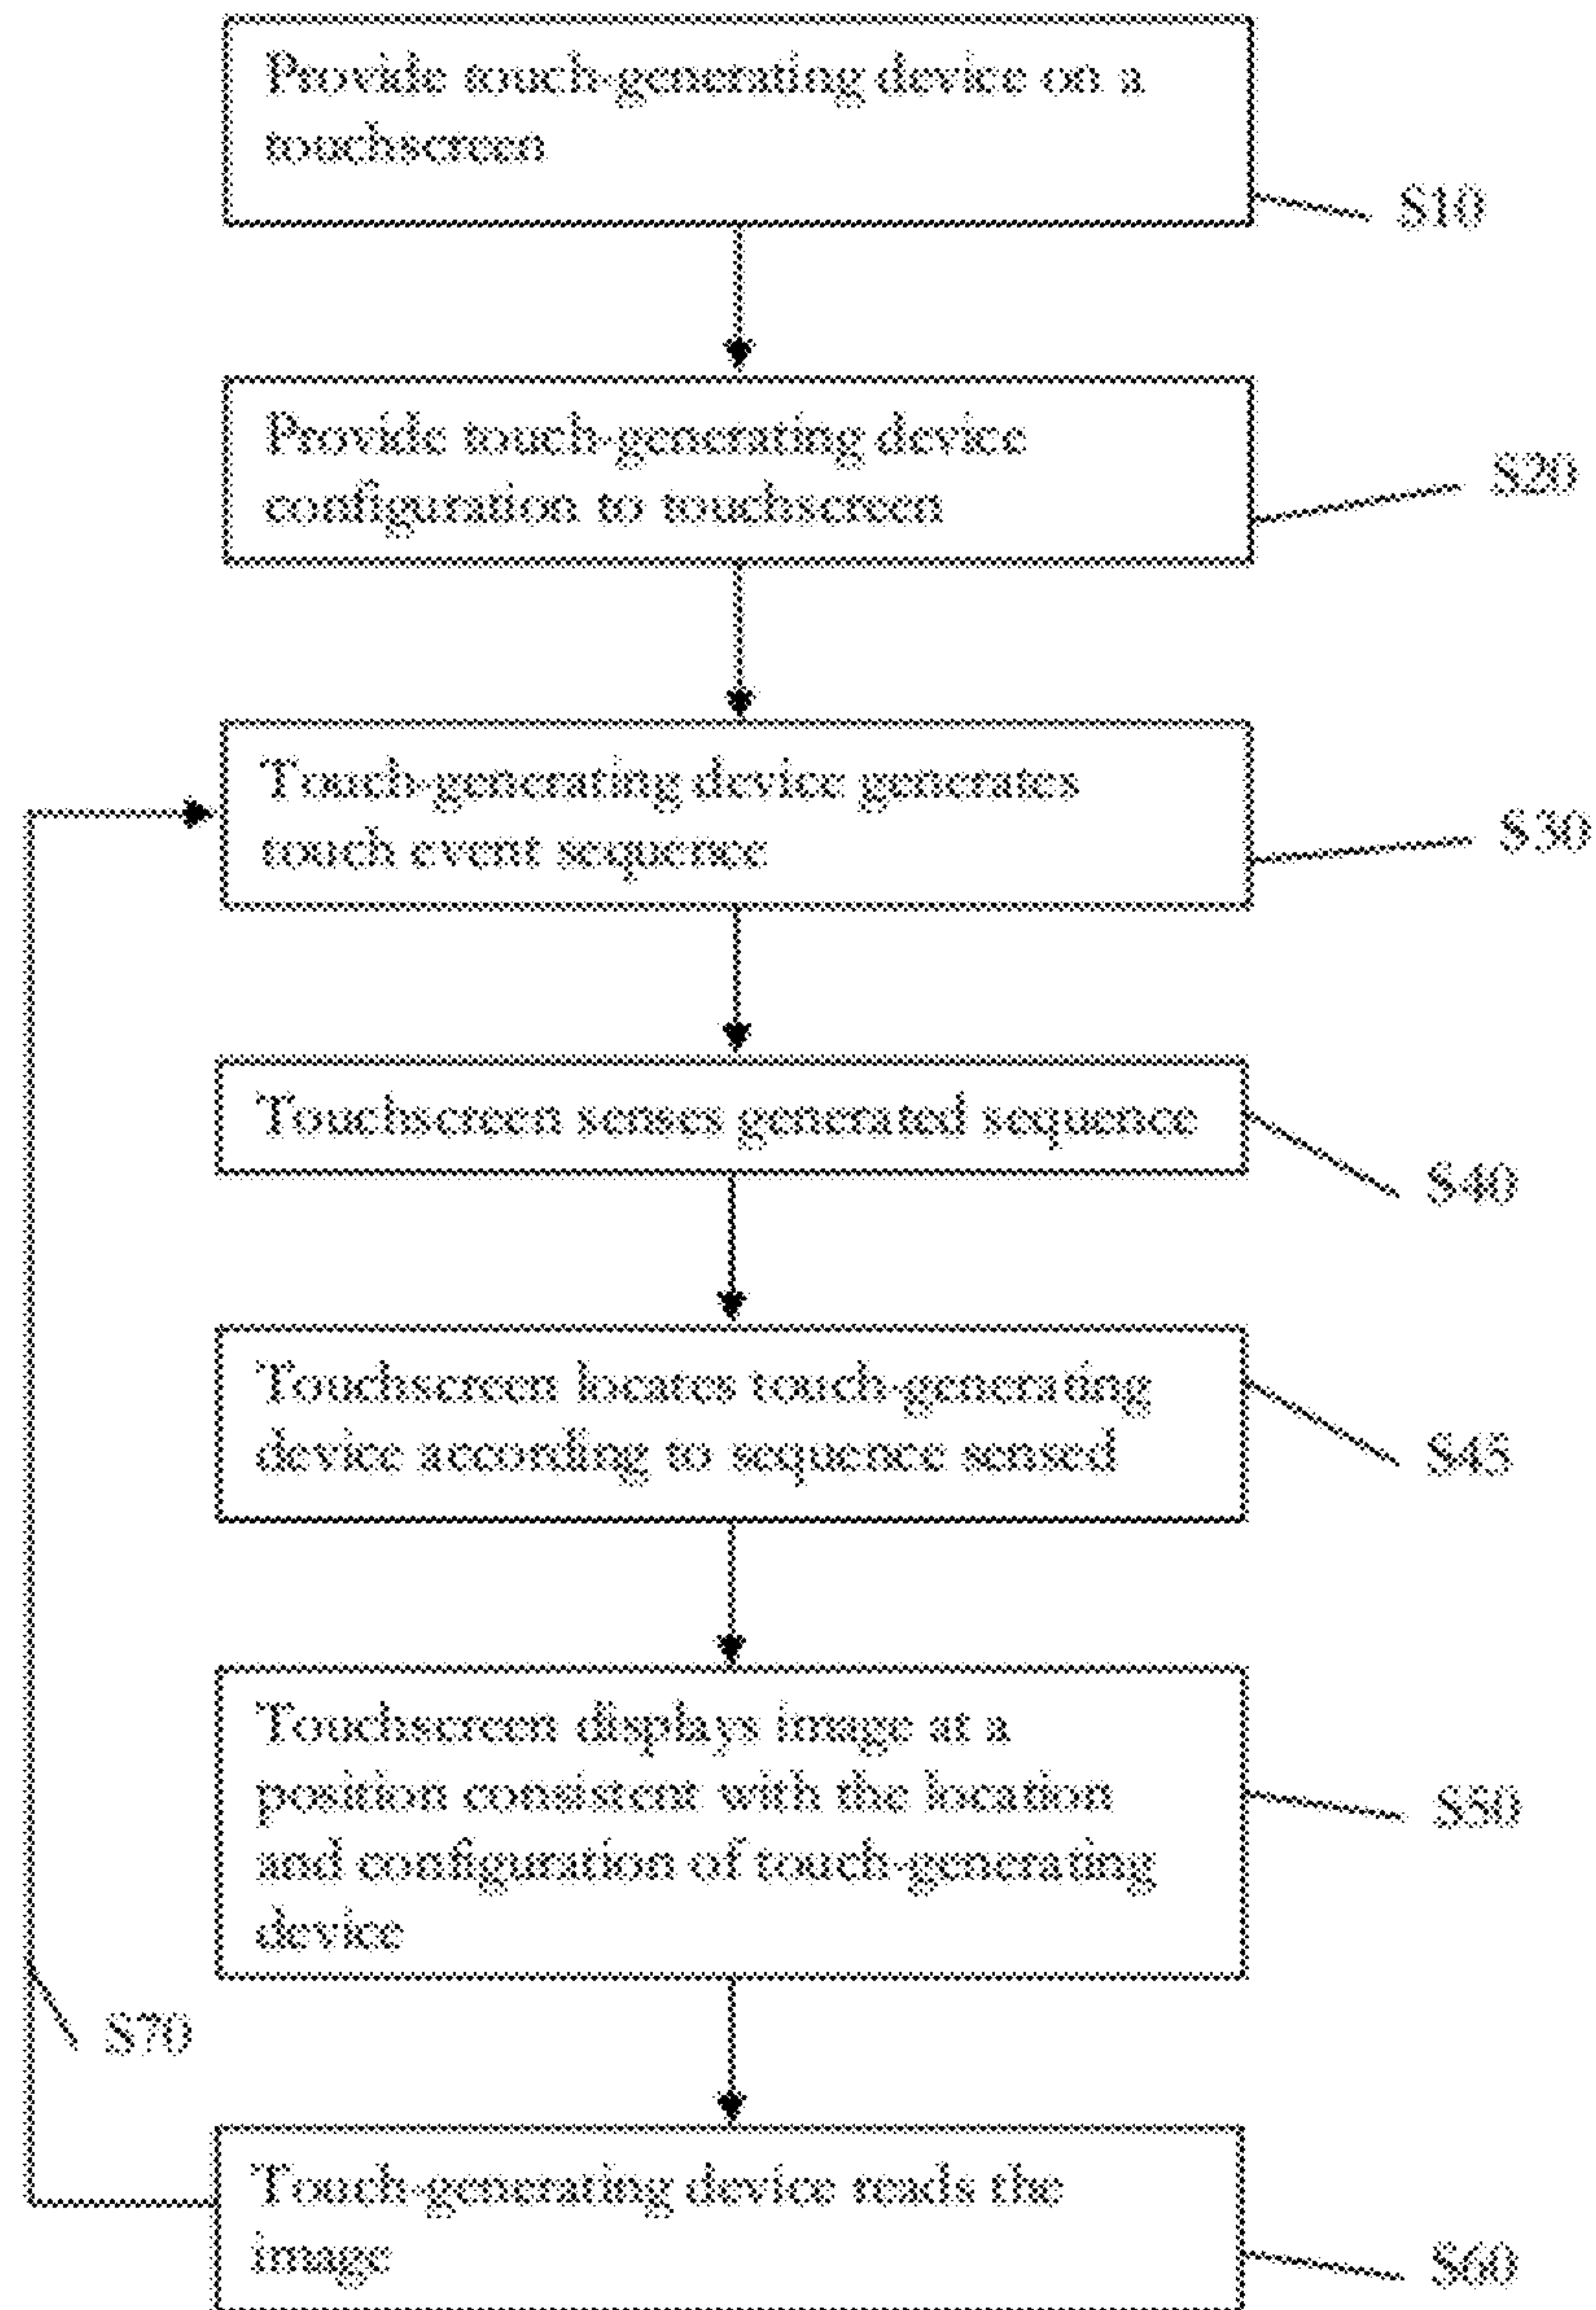 Provide touch-generating device on a
touchscreen
S10
Provide touch-generating device
configuration to touchscreen
S20
Touch-generating device generates
touch event sequence
S30
Touchscreen senses generated sequence
S40
Touchscreen locates touch-generating
device according to sequence sensed
S45
Touchscreen displays image at a
position consistent with the location
and configuration of touch-generating
device
S50
S70
Touch-generating device reads the
image
S60